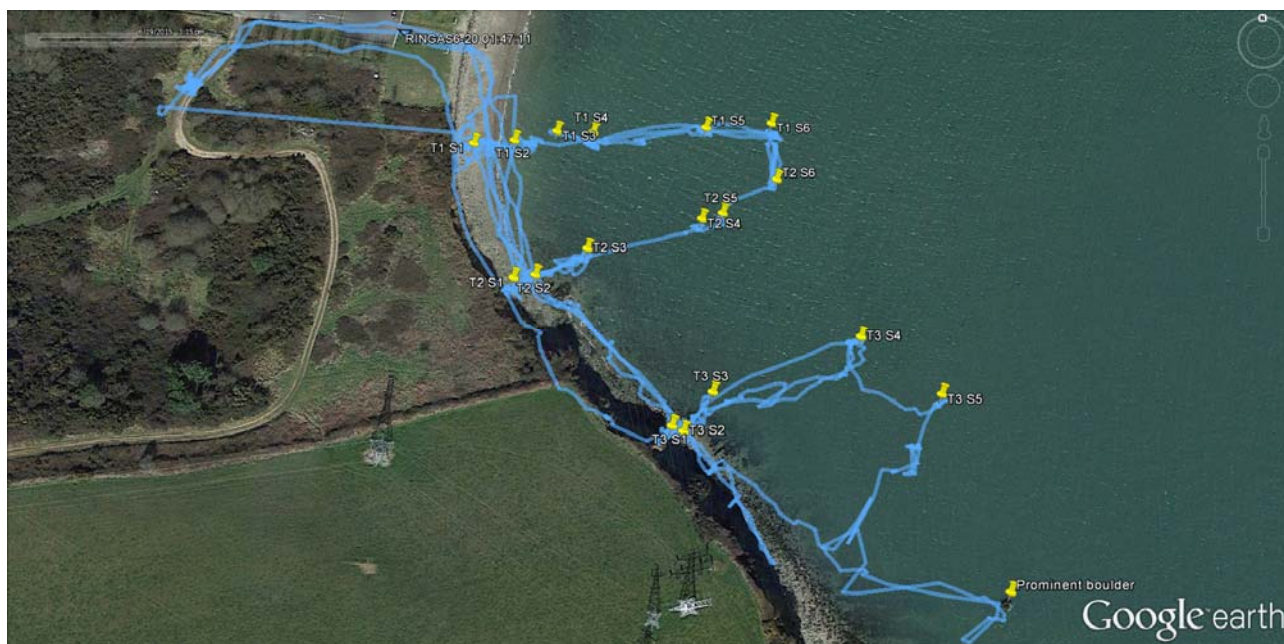 N
RINGAS6-20 01:47:11
T1 S4
T1 S5
T1 S6
T1 S3
T1 S1
T1 S2
T2 S6
T2 S5
T2 S4
T2 S3
T2 S1
T2 S2
T3 S4
T3 S3
T3 S5
T3 S1
T3 S2
Prominent boulder
Google earth